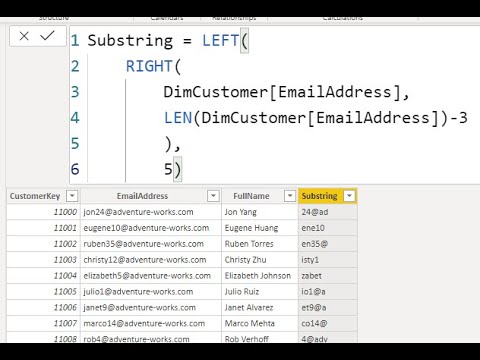 Structure Calendars Relationships Calculations
1 Substring = LEFT(
2 RIGHT(
3 DimCustomer[EmailAddress],
4 LEN(DimCustomer[EmailAddress])-3
5 ),
6 5)
CustomerKey EmailAddress FullName Substring
11000 jon24@adventure-works.com Jon Yang 24@ad
11001 eugene10@adventure-works.com Eugene Huang ene10
11002 ruben35@adventure-works.com Ruben Torres en35@
11003 christy12@adventure-works.com Christy Zhu isty1
11004 elizabeth5@adventure-works.com Elizabeth Johnson zabet
11005 julio1@adventure-works.com Julio Ruiz io1@a
11006 janet9@adventure-works.com Janet Alvarez et9@a
11007 marco14@adventure-works.com Marco Mehta co14@
11008 rob4@adventure-works.com Rob Verhoff 4@adv